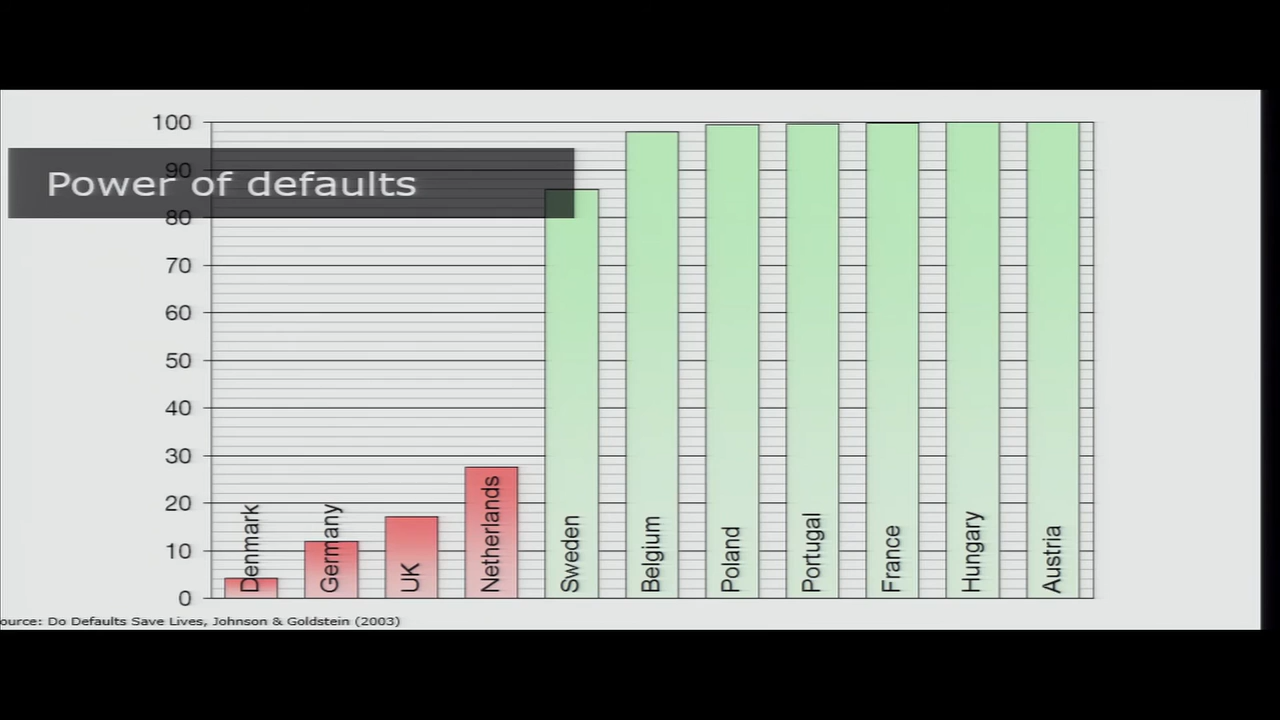 Power of defaults
100
90
80
70
60
50
40
30
20
10
0
Denmark
Germany
UK
Netherlands
Sweden
Belgium
Poland
Portugal
France
Hungary
Austria
ource: Do Defaults Save Lives, Johnson & Goldstein (2003)